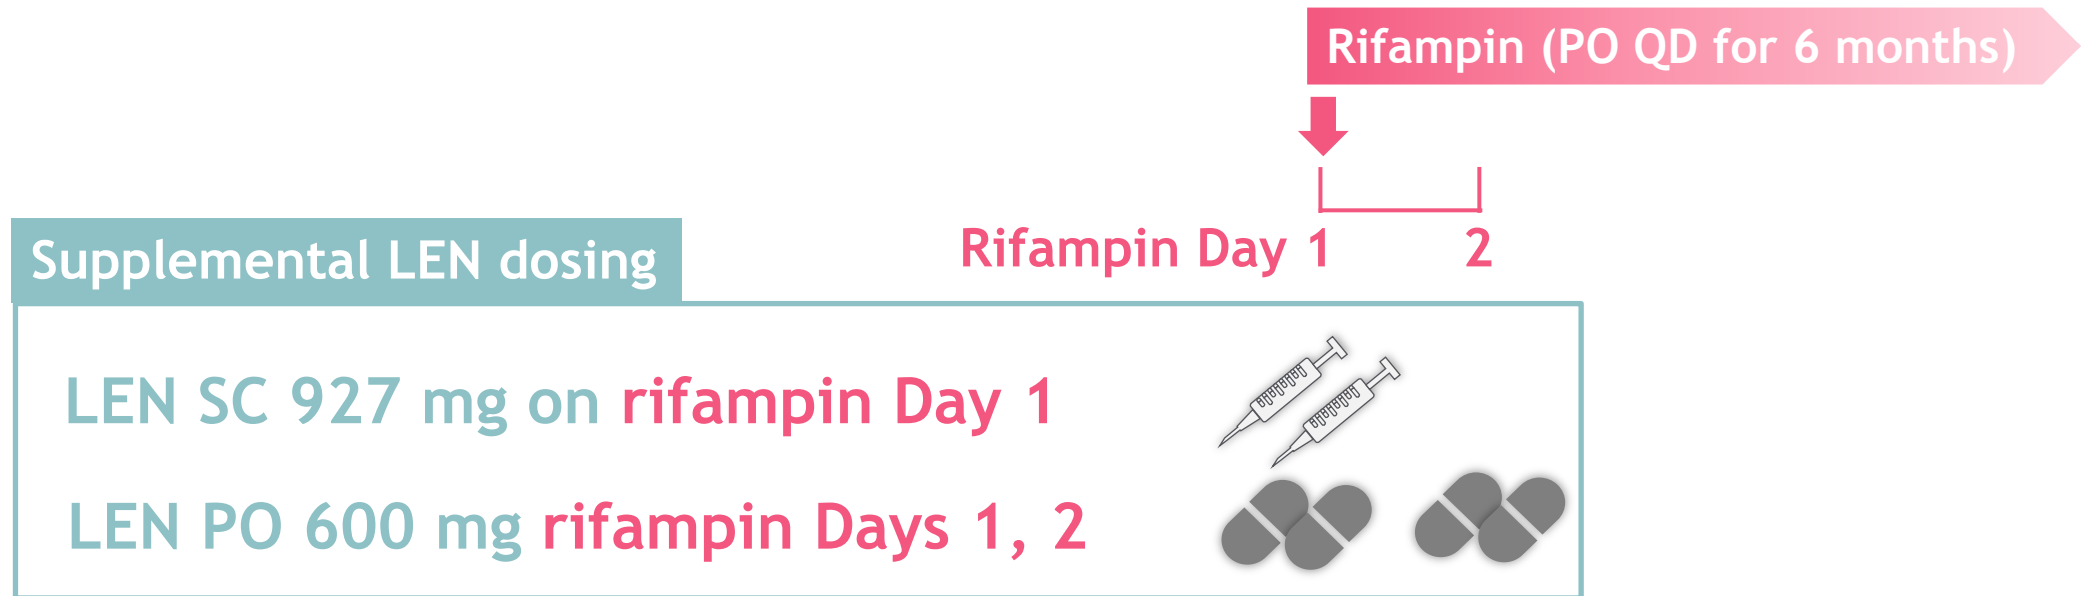 Rifampin (PO QD for 6 months)
Rifampin Day 1 2
Supplemental LEN dosing
LEN SC 927 mg on rifampin Day 1
LEN PO 600 mg rifampin Days 1, 2